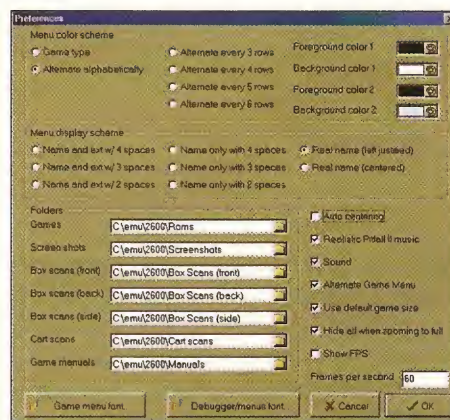 Preferences
Menu color scheme
Game type
Alternate alphabetically
Alternate every 3 rows
Alternate every 4 rows
Alternate every 5 rows
Alternate every 6 rows
Foreground color 1
Background color 1
Foreground color 2
Background color 2
Menu display scheme
Name and ext w/ 4 spaces
Name and ext w/ 3 spaces
Name and ext w/ 2 spaces
Name only with 4 spaces
Name only with 3 spaces
Name only with 2 spaces
Real name (left justified)
Real name (centered)
Folders
Games C:\emu\2600\Roms
Screen shots C:\emu\2600\Screenshots
Box scans (front) C:\emu\2600\Box Scans (front)
Box scans (back) C:\emu\2600\Box Scans (back)
Box scans (side) C:\emu\2600\Box Scans (side)
Cart scans C:\emu\2600\Cart scans
Game manuals C:\emu\2600\Manuals
Auto centering
Realistic Pitfall II music
Sound
Alternate Game Menu
Use default game size
Hide all when zooming to full
Show FPS
Frames per second 60
Game menu font
Debugger/menus font
Cancel
OK